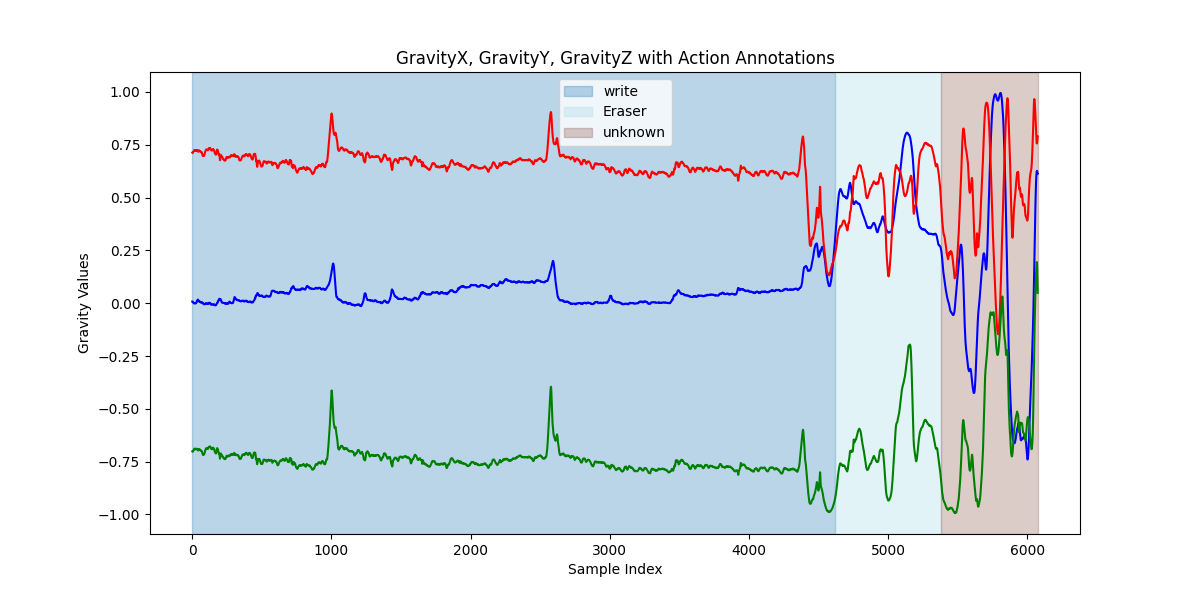 GravityX, GravityY, GravityZ with Action Annotations
write
Eraser
unknown
Gravity Values
1.00
0.75
0.50
0.25
0.00
−0.25
−0.50
−0.75
−1.00
0 1000 2000 3000 4000 5000 6000
Sample Index